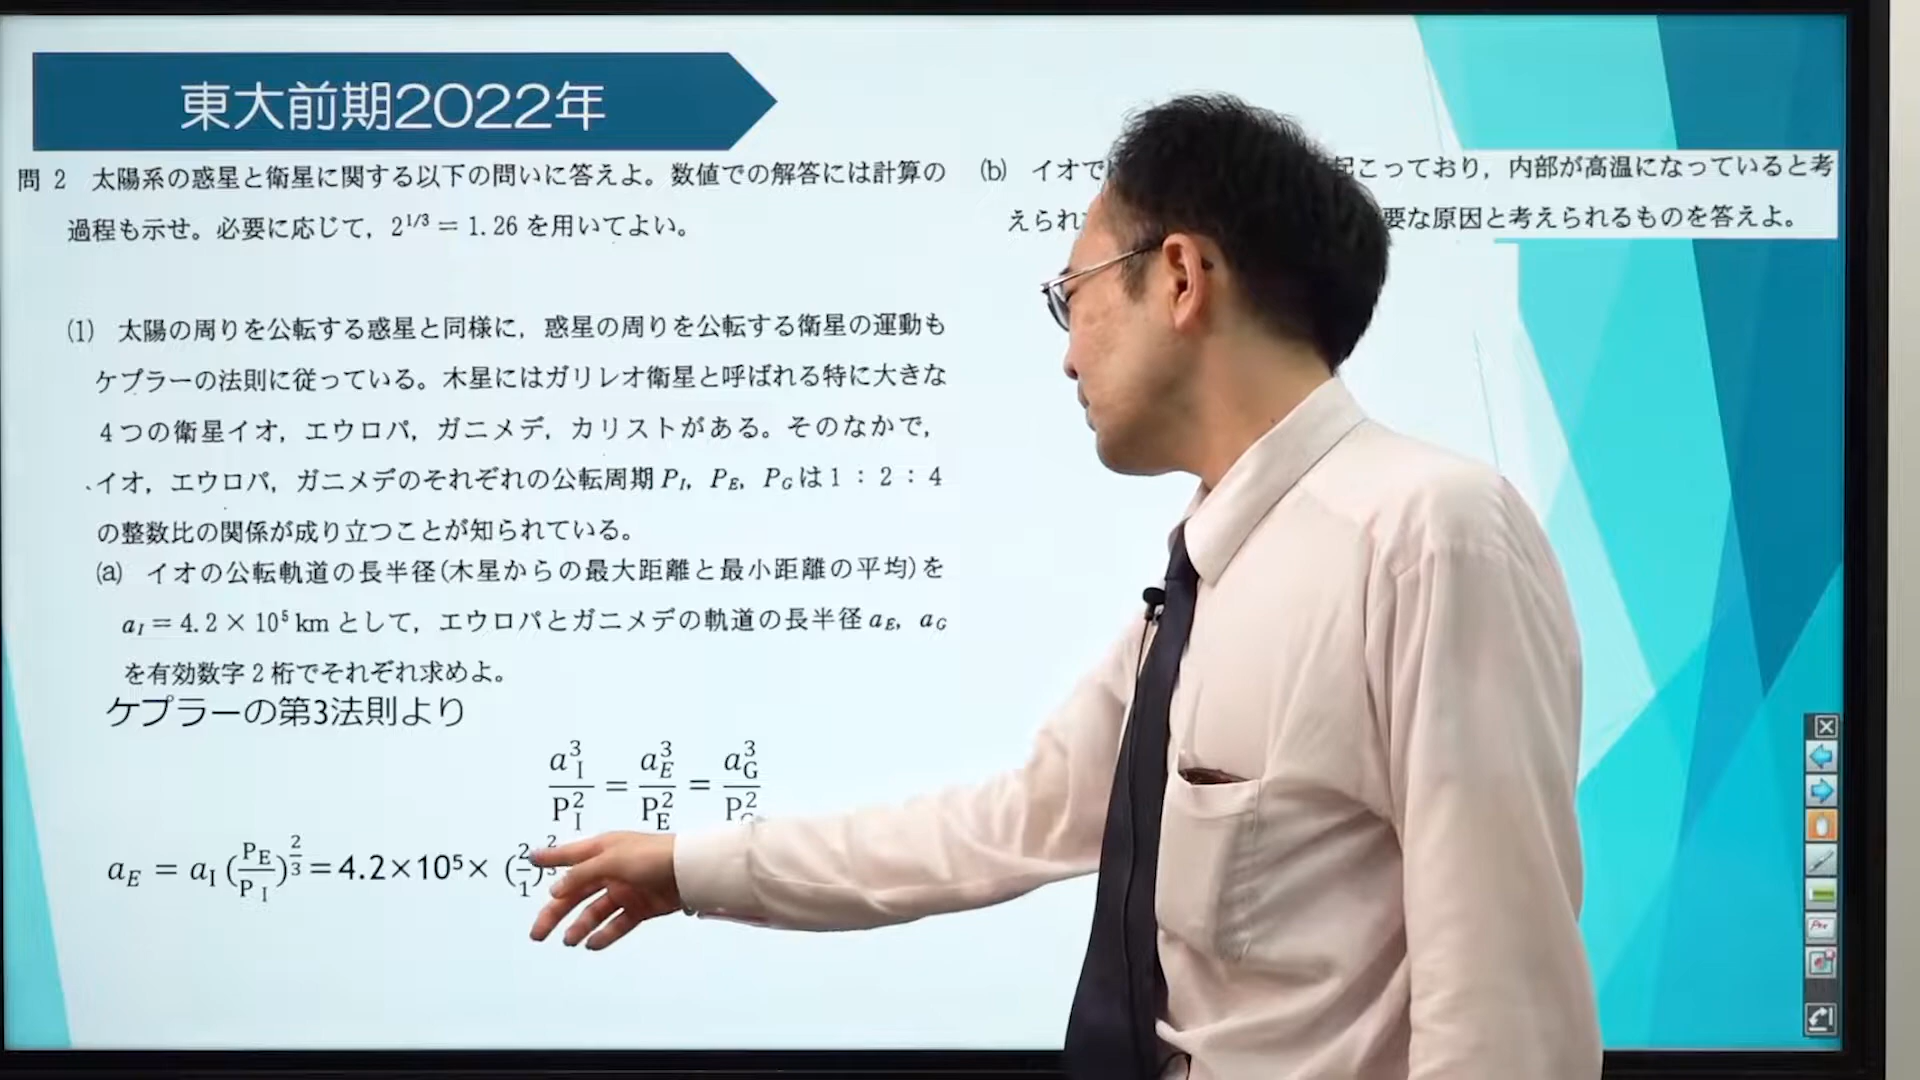 東大前期2022年
問 2 太陽系の惑星と衛星に関する以下の問いに答えよ。数値での解答には計算の
過程も示せ。必要に応じて，2^{1/3} = 1.26 を用いてよい。
(1) 太陽の周りを公転する惑星と同様に，惑星の周りを公転する衛星の運動も
ケプラーの法則に従っている。木星にはガリレオ衛星と呼ばれる特に大きな
4つの衛星イオ，エウロパ，ガニメデ，カリストがある。そのなかで，
イオ，エウロパ，ガニメデのそれぞれの公転周期 P_I，P_E，P_G は 1 : 2 : 4
の整数比の関係が成り立つことが知られている。
(a) イオの公転軌道の長半径(木星からの最大距離と最小距離の平均)を
a_I = 4.2 × 10⁵ km として，エウロパとガニメデの軌道の長半径 a_E，a_G
を有効数字 2 桁でそれぞれ求めよ。
ケプラーの第3法則より
a_I^3/P_I^2 = a_E^3/P_E^2 = a_G^3/P_G^2
a_E = a_I (P_E/P_I)^{2/3} = 4.2×10⁵× (2/1)^{2/3}
(b) イオで
起こっており，内部が高温になっていると考
えられ
要な原因と考えられるものを答えよ。
Pen